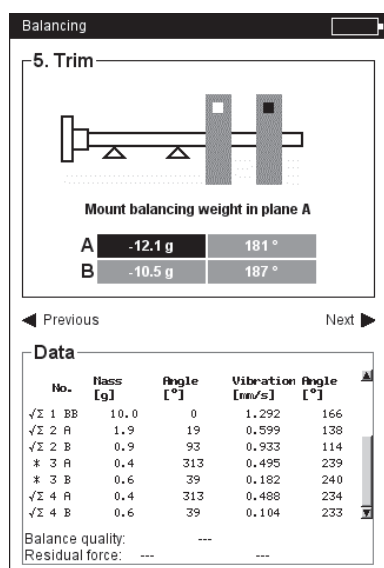 Balancing
5. Trim
Mount balancing weight in plane A
A -12.1 g 181 °
B -10.5 g 187 °
Previous Next
Data
No. Mass [g] Angle [°] Vibration [mm/s] Angle [°]
√Σ 1 BB 10.0 0 1.292 166
√Σ 2 A 1.9 19 0.599 138
√Σ 2 B 0.9 93 0.933 114
* 3 A 0.4 313 0.495 239
* 3 B 0.6 39 0.182 240
√Σ 4 A 0.4 313 0.488 234
√Σ 4 B 0.6 39 0.104 233
Balance quality: ---
Residual force: --- ---